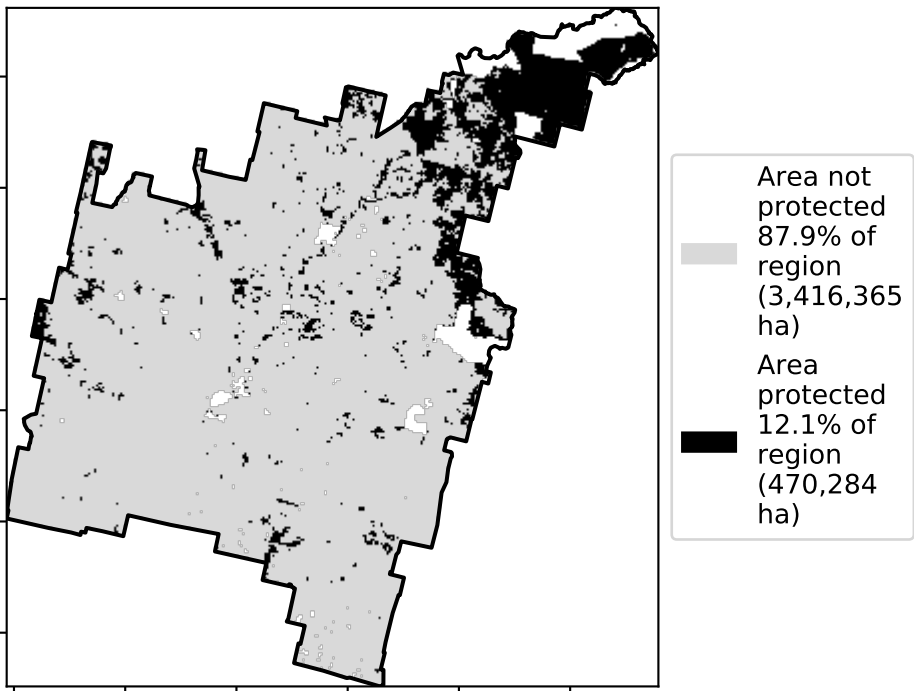 Area not
protected
87.9% of
region
(3,416,365
ha)
Area
protected
12.1% of
region
(470,284
ha)